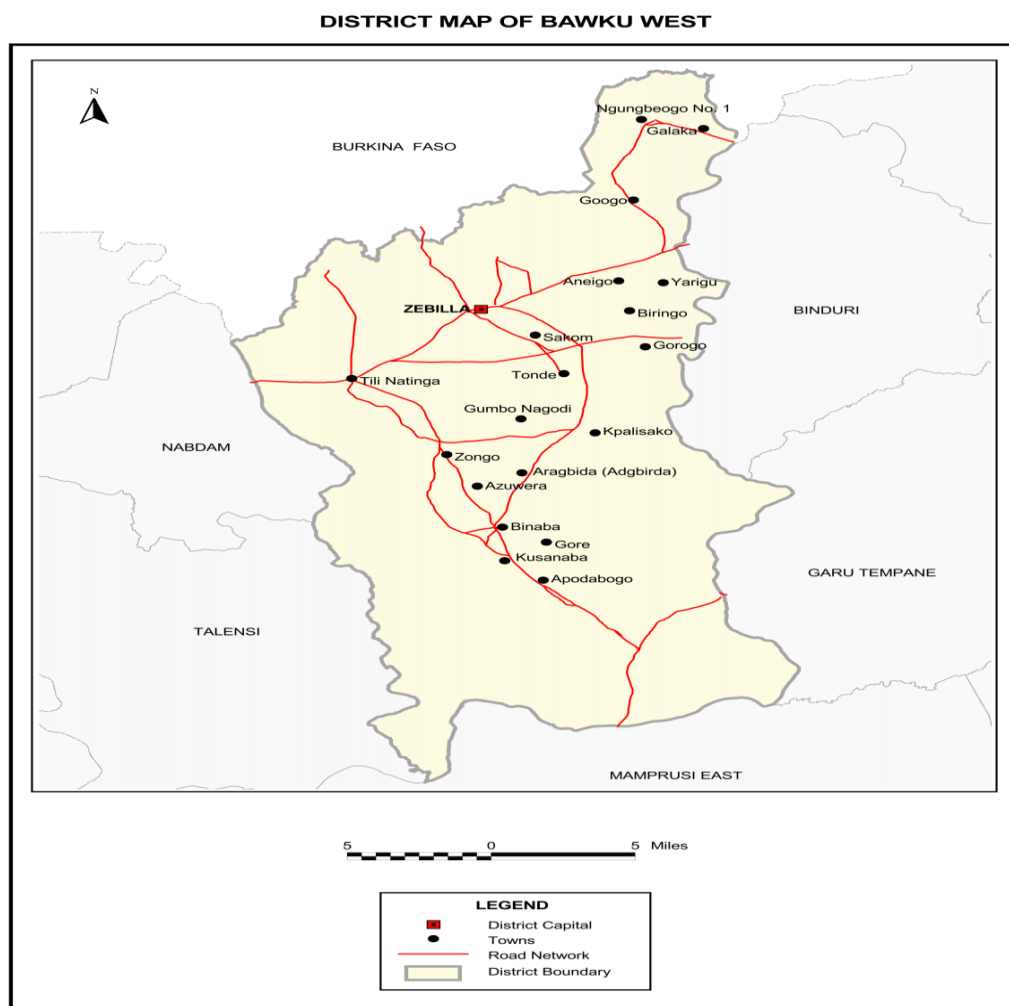 DISTRICT MAP OF BAWKU WEST
N
Ngungbeogo No. 1
Galaka
BURKINA FASO
Googo
Aneigo
Yarigu
ZEBILLA
Biringo
BINDURI
Sakom
Gorogo
Tonde
Tili Natinga
Gumbo Nagodi
Kpalisako
NABDAM
Zongo
Aragbida (Adgbirda)
Azuwera
Binaba
Gore
Kusanaba
GARU TEMPANE
Apodabogo
TALENSI
MAMPRUSI EAST
5 0 5 Miles
LEGEND
District Capital
Towns
Road Network
District Boundary